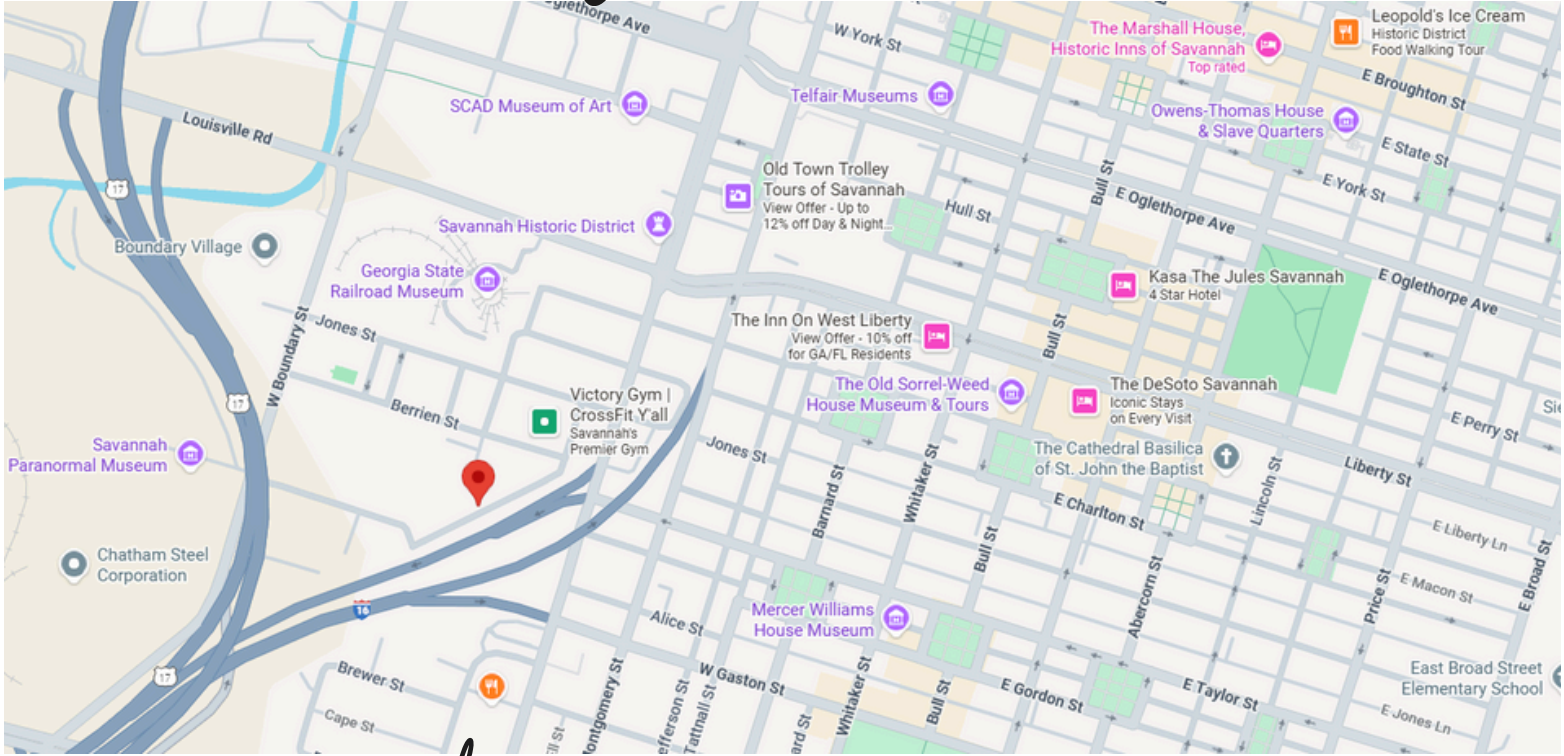 Oglethorpe Ave
W York St
The Marshall House,
Historic Inns of Savannah
Top rated
Leopold's Ice Cream
Historic District
Food Walking Tour
E Broughton St
SCAD Museum of Art
Telfair Museums
Owens-Thomas House
& Slave Quarters
Louisville Rd
E State St
Old Town Trolley
Tours of Savannah
View Offer - Up to
12% off Day & Night...
Bull St
E York St
17
Hull St
E Oglethorpe Ave
Savannah Historic District
Boundary Village
Georgia State
Railroad Museum
Kasa The Jules Savannah
4 Star Hotel
E Oglethorpe Ave
Jones St
The Inn On West Liberty
View Offer - 10% off
for GA/FL Residents
Bull St
W Boundary St
17
Victory Gym |
CrossFit Y'all
Savannah's
Premier Gym
The Old Sorrel-Weed
House Museum & Tours
The DeSoto Savannah
Iconic Stays
on Every Visit
Berrien St
E Perry St
Savannah
Paranormal Museum
Jones St
The Cathedral Basilica
of St. John the Baptist
Liberty St
Barnard St
Whitaker St
Lincoln St
E Charlton St
E Liberty Ln
Chatham Steel
Corporation
Bull St
E Macon St
16
Abercorn St
Price St
E Broad St
Mercer Williams
House Museum
Alice St
17
Brewer St
W Gaston St
E Gordon St
E Taylor St
East Broad Street
Elementary School
Cape St
Montgomery St
Jefferson St
Tattnall St
Whitaker St
Bull St
E Jones Ln